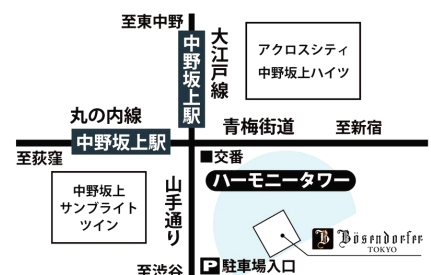 至東中野
大江戸線
中野坂上駅
アクロスシティ
中野坂上ハイツ
丸の内線
中野坂上駅
青梅街道
至新宿
至荻窪
■交番
ハーモニータワー
中野坂上
サンブライト
ツイン
山手通り
B Bösendorfer
TOKYO
至渋谷
P 駐車場入口